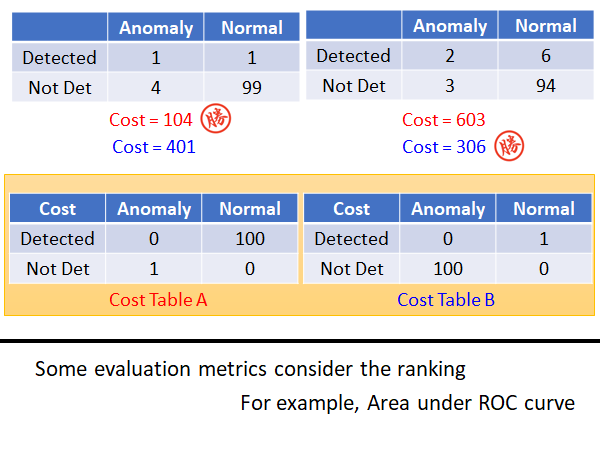 Anomaly Normal
Detected 1 1
Not Det 4 99
Cost = 104 勝
Cost = 401
Anomaly Normal
Detected 2 6
Not Det 3 94
Cost = 603
Cost = 306 勝
Cost Anomaly Normal
Detected 0 100
Not Det 1 0
Cost Table A
Cost Anomaly Normal
Detected 0 1
Not Det 100 0
Cost Table B
Some evaluation metrics consider the ranking
For example, Area under ROC curve